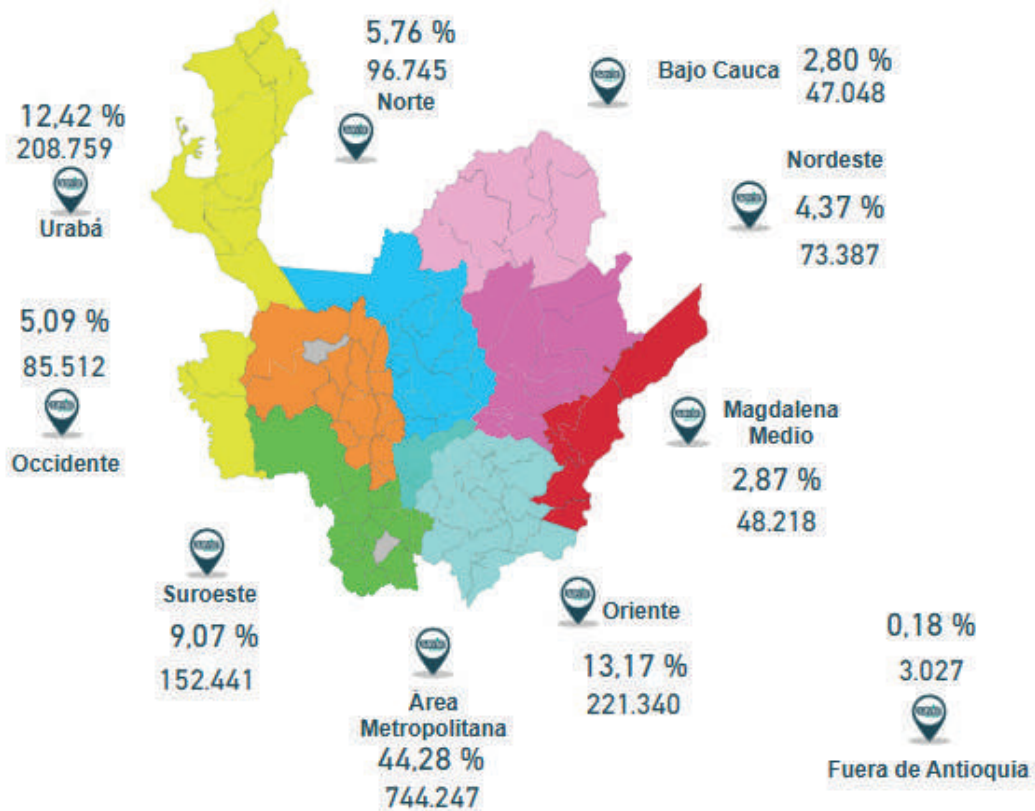 5,76 %
96.745
Norte
Bajo Cauca
2,80 %
47.048
12,42 %
208.759
Urabá
Nordeste
4,37 %
73.387
5,09 %
85.512
Occidente
Magdalena
Medio
2,87 %
48.218
Suroeste
9,07 %
152.441
Oriente
13,17 %
221.340
Àrea
Metropolitana
44,28 %
744.247
0,18 %
3.027
Fuera de Antioquia